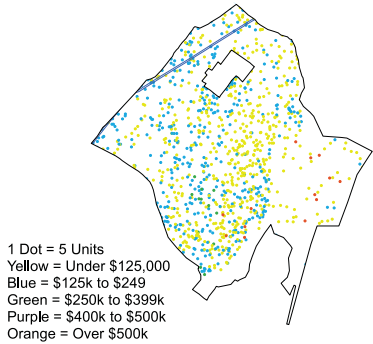 1 Dot = 5 Units
Yellow = Under $125,000
Blue = $125k to $249
Green = $250k to $399k
Purple = $400k to $500k
Orange = Over $500k